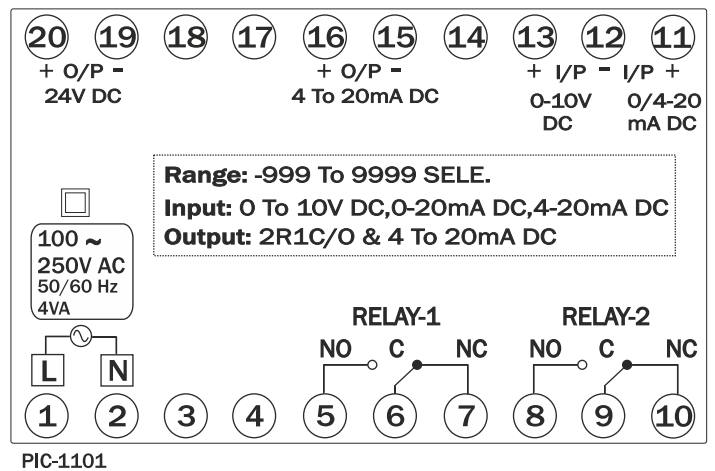 20 19 18 17 16 15 14 13 12 11
+ O/P - + O/P - + I/P - I/P +
24V DC 4 To 20mA DC 0-10V DC 0/4-20 mA DC
Range: -999 To 9999 SELE.
Input: 0 To 10V DC,0-20mA DC,4-20mA DC
Output: 2R1C/O & 4 To 20mA DC
100 ~
250V AC
50/60 Hz
4VA
L N
RELAY-1 RELAY-2
NO C NC NO C NC
1 2 3 4 5 6 7 8 9 10
PIC-1101